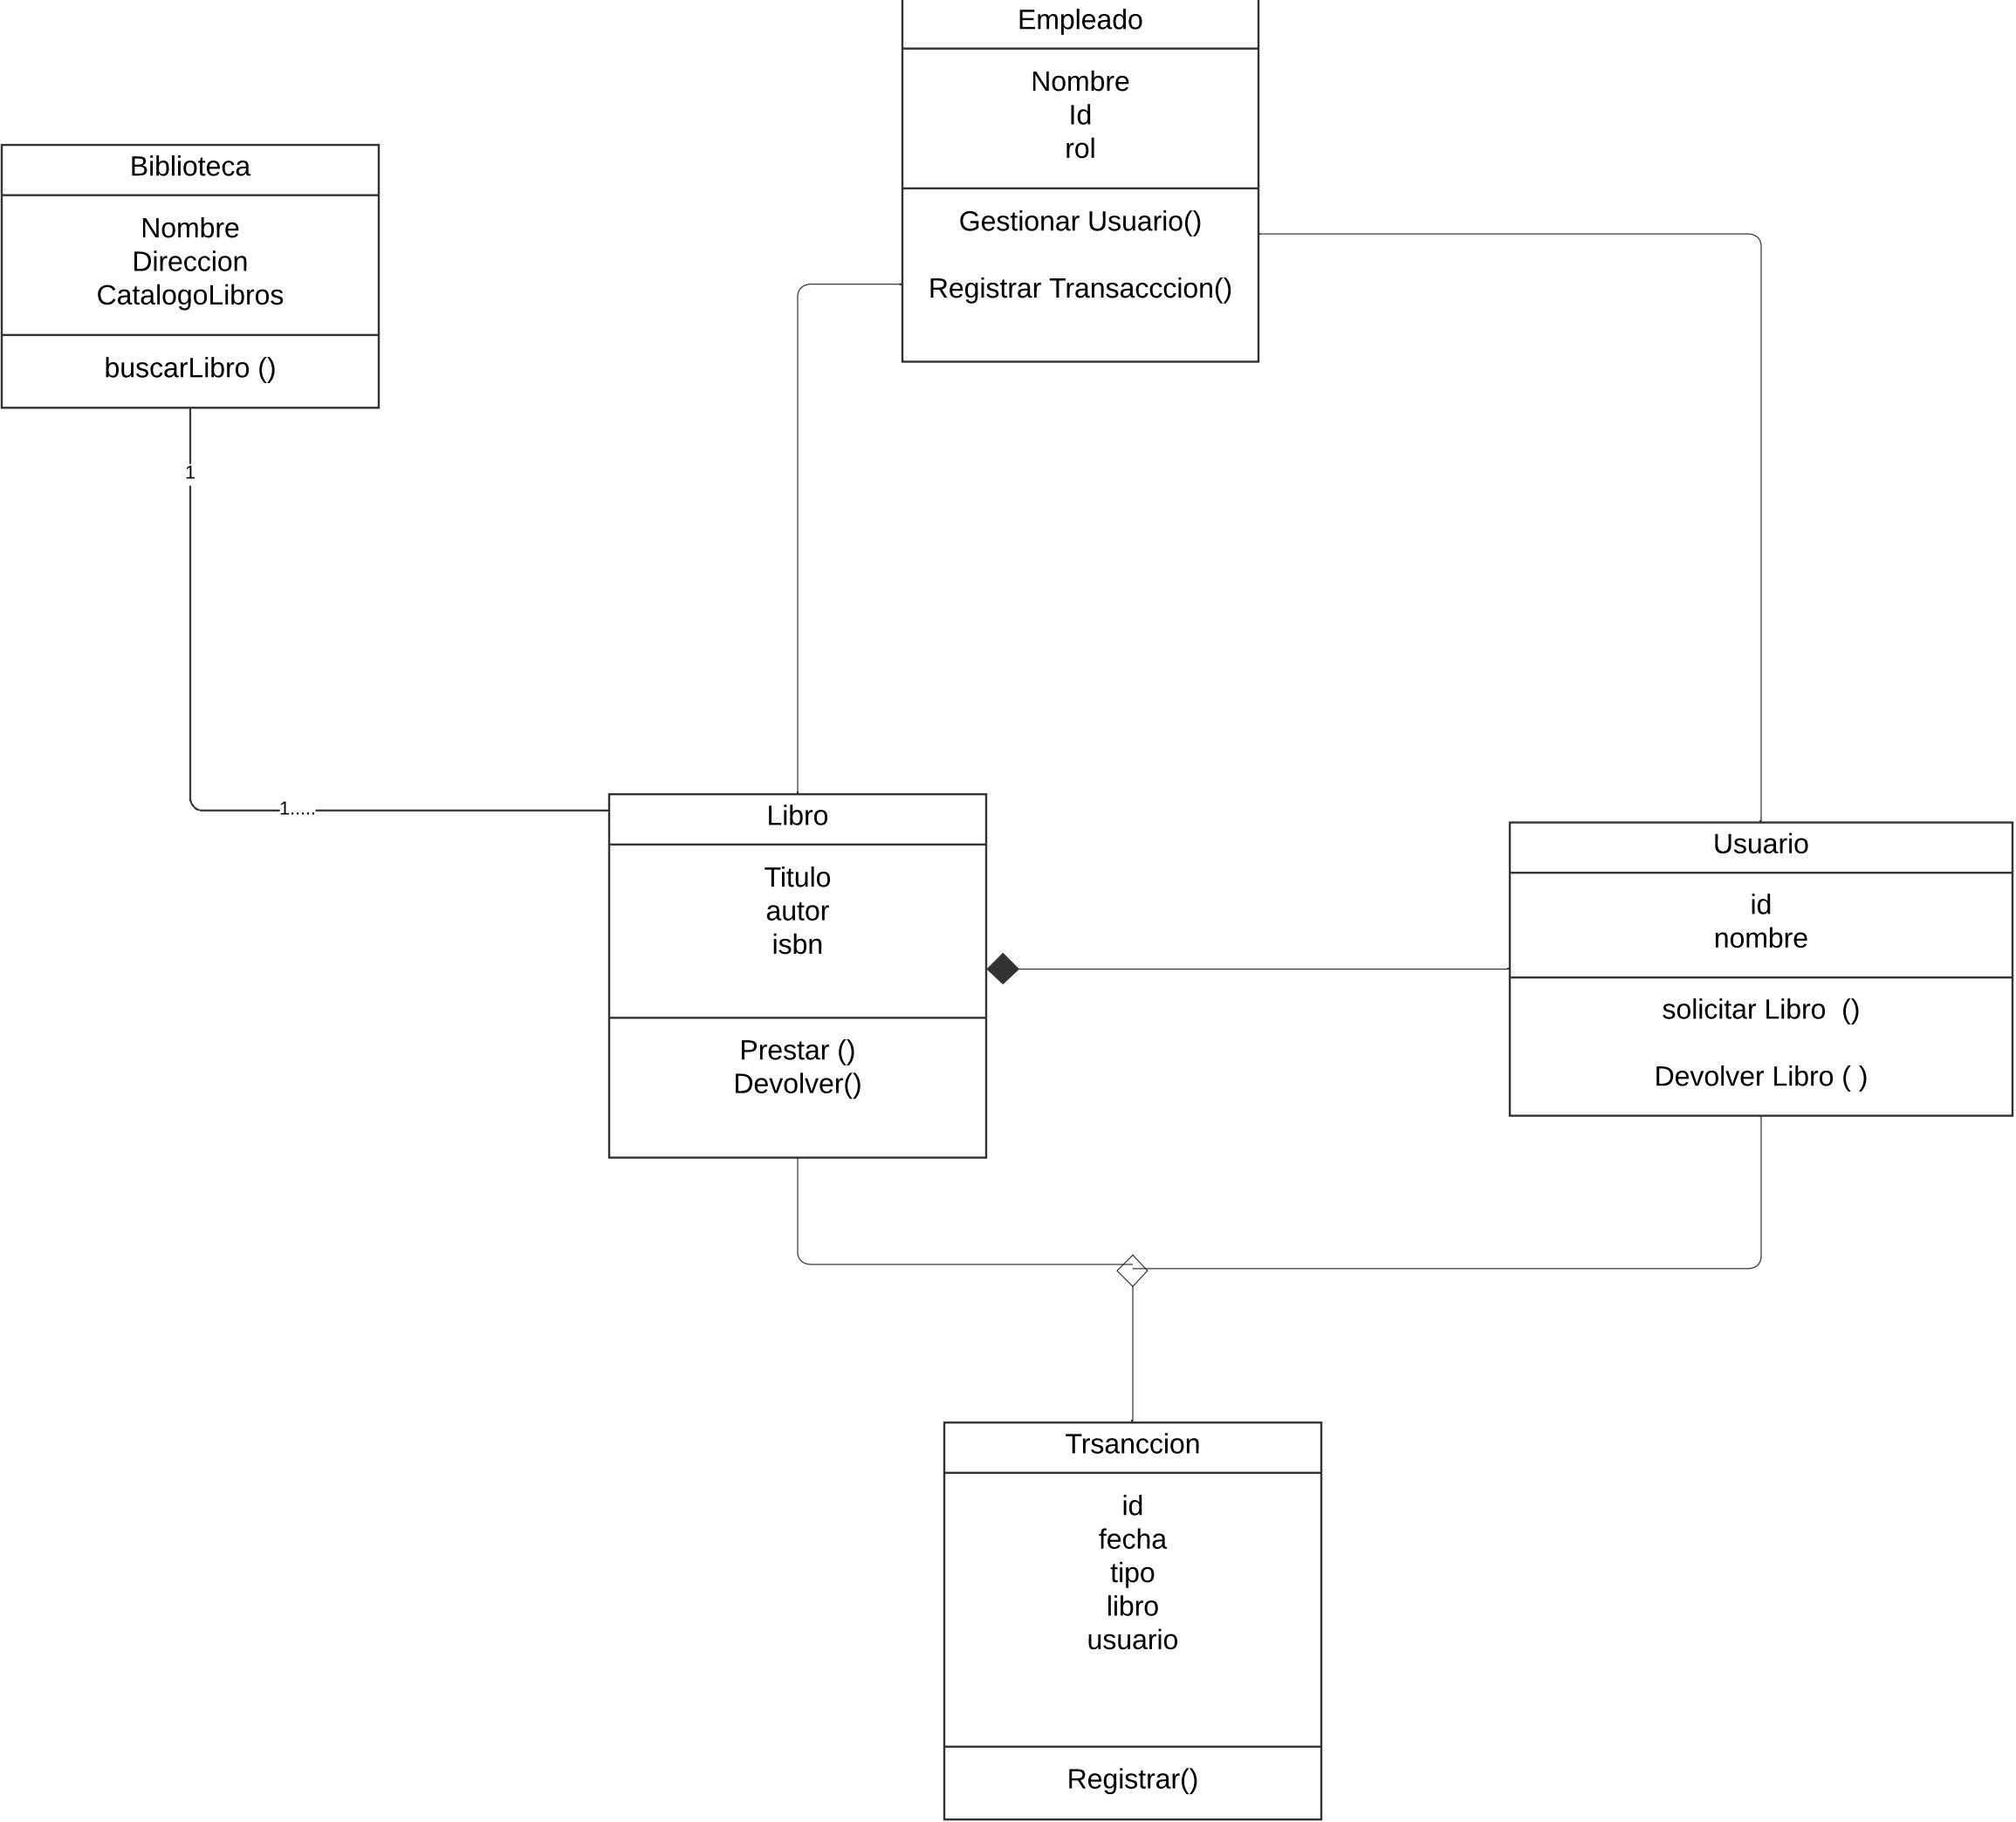 Empleado
Nombre
Id
rol
Gestionar Usuario()
Registrar Transacccion()
Biblioteca
Nombre
Direccion
CatalogoLibros
buscarLibro ()
1
1.....
Libro
Titulo
autor
isbn
Prestar ()
Devolver()
Usuario
id
nombre
solicitar Libro  ()
Devolver Libro ( )
Trsanccion
id
fecha
tipo
libro
usuario
Registrar()